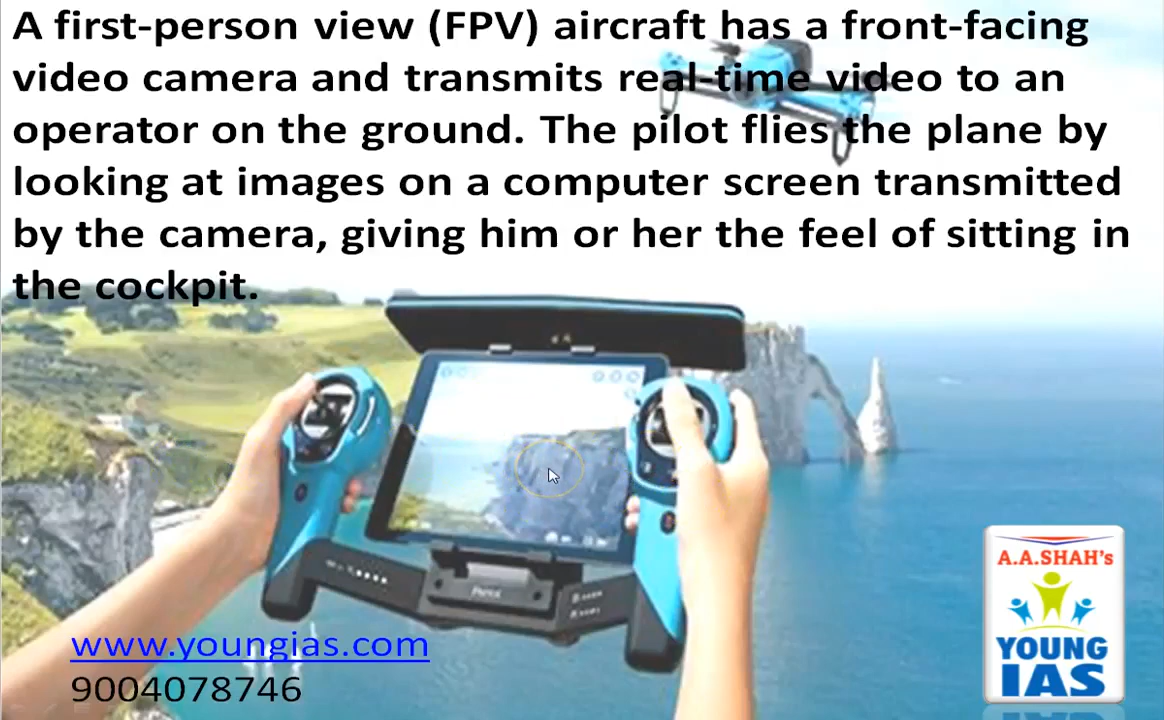 A first-person view (FPV) aircraft has a front-facing
video camera and transmits real-time video to an
operator on the ground. The pilot flies the plane by
looking at images on a computer screen transmitted
by the camera, giving him or her the feel of sitting in
the cockpit.
Parrot
www.youngias.com
9004078746
A.A.SHAH's
YOUNG
IAS